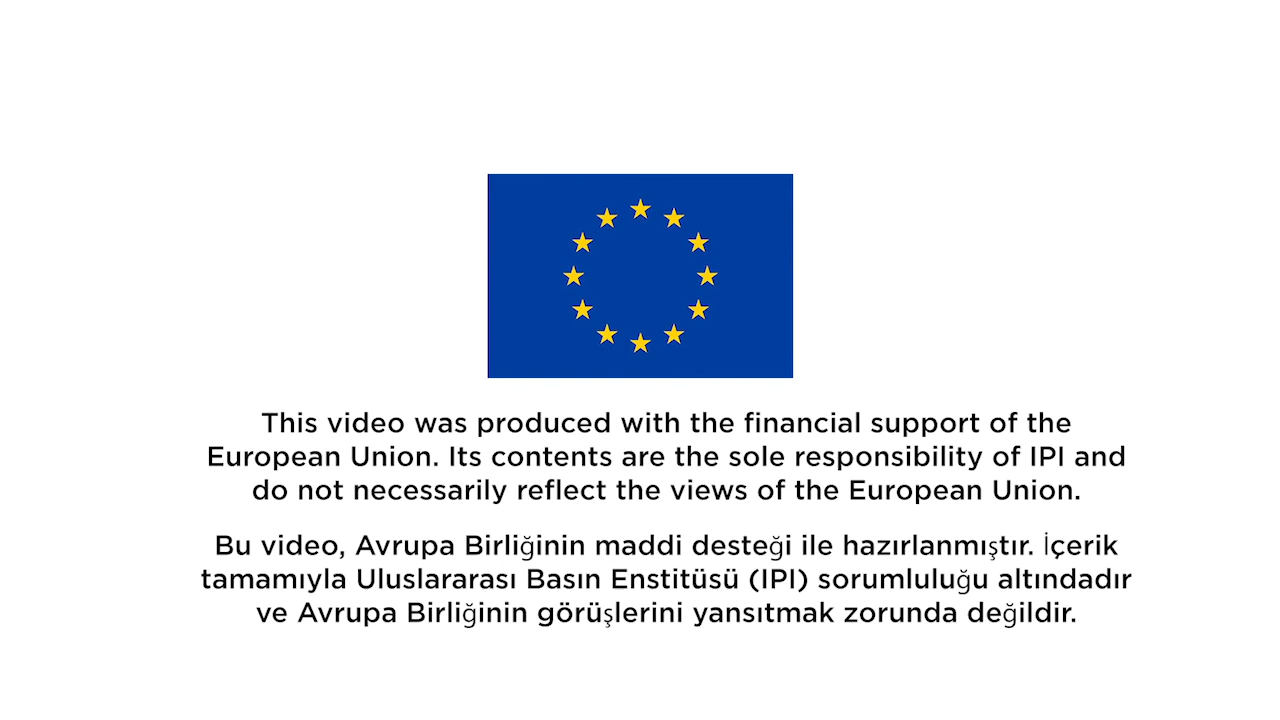 This video was produced with the financial support of the
European Union. Its contents are the sole responsibility of IPI and
do not necessarily reflect the views of the European Union.
Bu video, Avrupa Birliğinin maddi desteği ile hazırlanmıştır. İçerik
tamamıyla Uluslararası Basın Enstitüsü (IPI) sorumluluğu altındadır
ve Avrupa Birliğinin görüşlerini yansıtmak zorunda değildir.